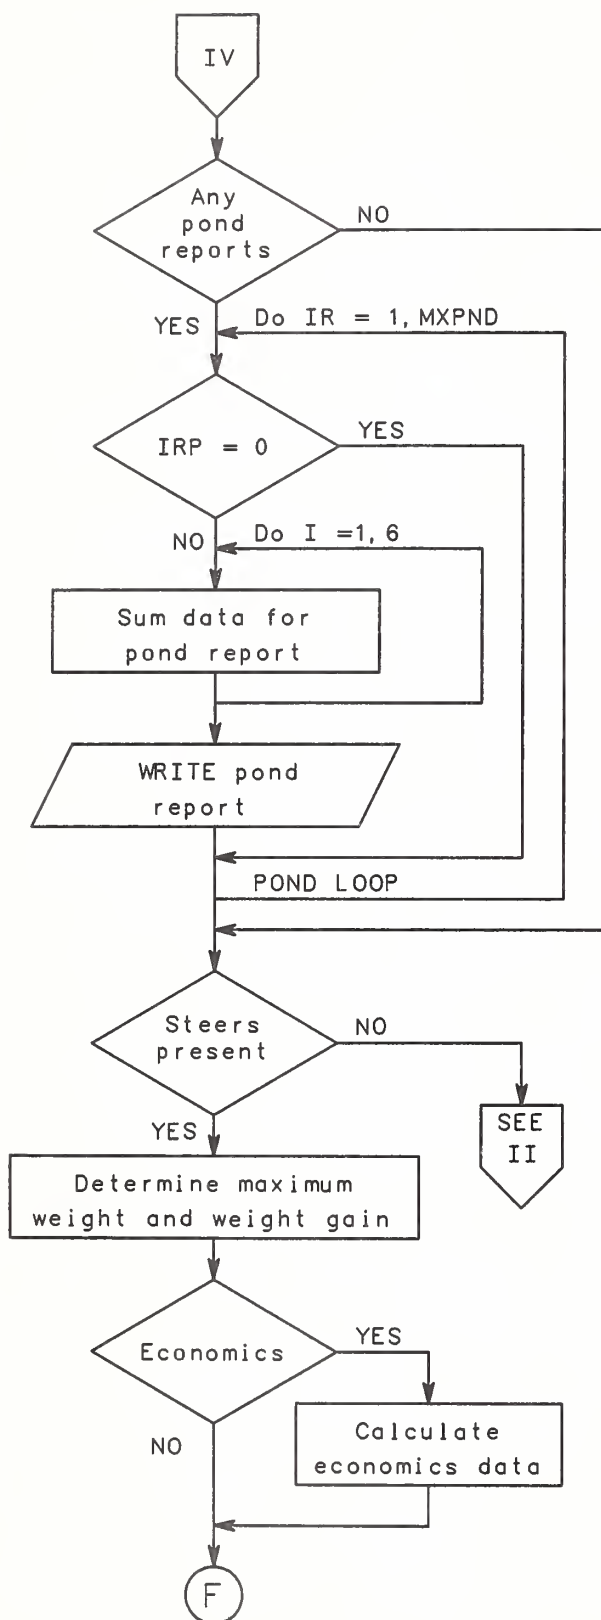 IV
Any
pond
reports
NO
YES
Do IR = 1, MXPND
IRP = 0
YES
NO
Do I =1, 6
Sum data for
pond report
WRITE pond
report
POND LOOP
Steers
present
NO
YES
SEE
II
Determine maximum
weight and weight gain
Economics
YES
NO
Calculate
economics data
F